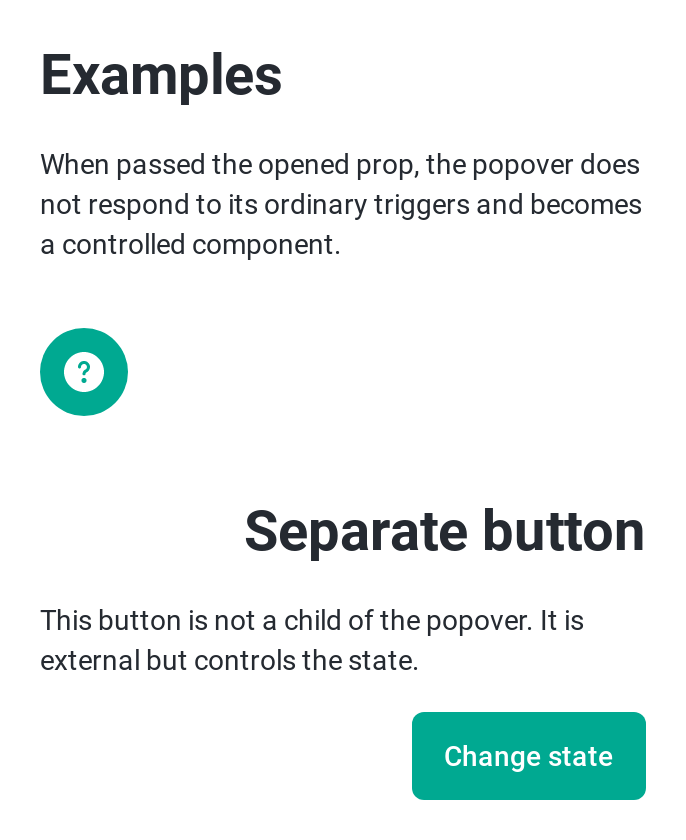 Examples
When passed the opened prop, the popover does
not respond to its ordinary triggers and becomes
a controlled component.
?
Separate button
This button is not a child of the popover. It is
external but controls the state.
Change state